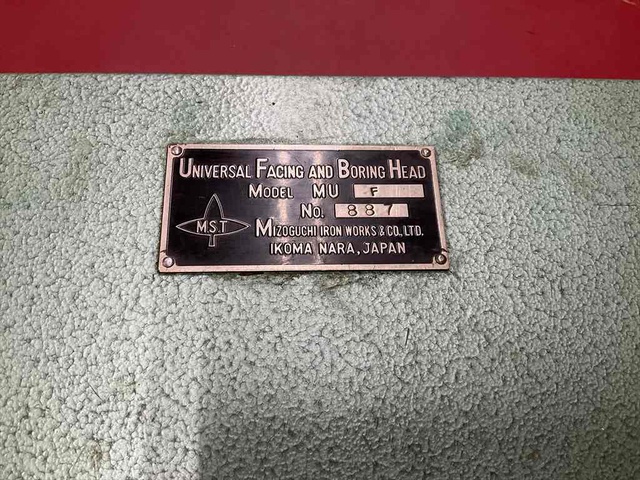 UNIVERSAL FACING AND BORING HEAD
MODEL MU F
No. 887
M.S.T
MIZOGUCHI IRON WORKS & CO., LTD.
IKOMA NARA, JAPAN